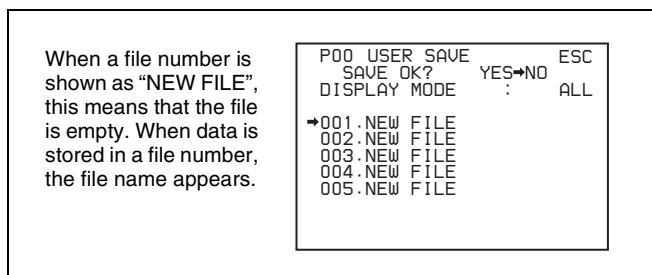 When a file number is
shown as “NEW FILE”,
this means that the file
is empty. When data is
stored in a file number,
the file name appears.
P00 USER SAVE ESC
SAVE OK? YES➡NO
DISPLAY MODE : ALL
➡001.NEW FILE
002.NEW FILE
003.NEW FILE
004.NEW FILE
005.NEW FILE